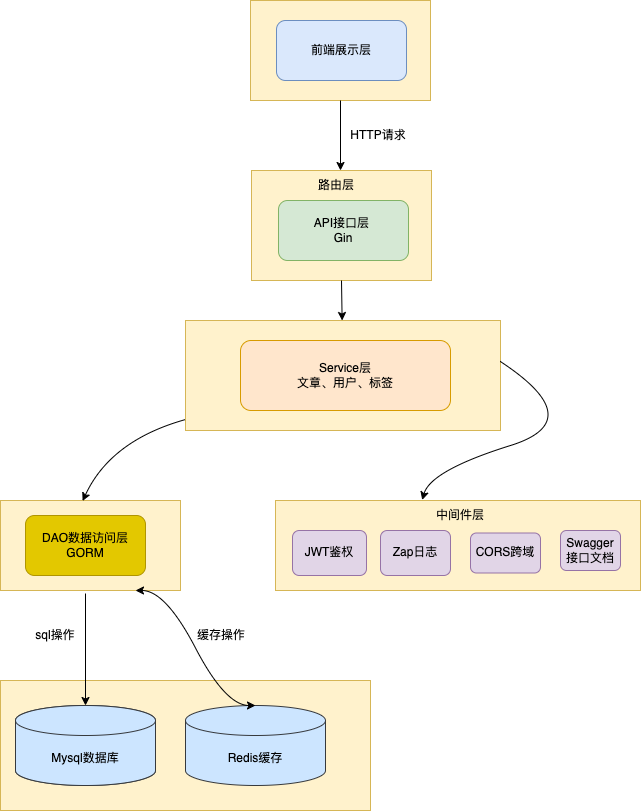 前端展示层
HTTP请求
路由层
API接口层
Gin
Service层
文章、用户、标签
DAO数据访问层
GORM
中间件层
JWT鉴权
Zap日志
CORS跨域
Swagger
接口文档
sql操作
缓存操作
Mysql数据库
Redis缓存